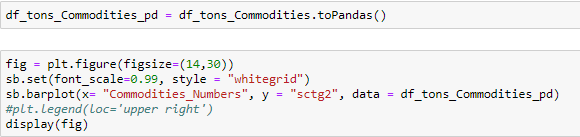 df_tons_Commodities_pd = df_tons_Commodities.toPandas()
fig = plt.figure(figsize=(14,30))
sb.set(font_scale=0.99, style = "whitegrid")
sb.barplot(x= "Commodities_Numbers", y = "sctg2", data = df_tons_Commodities_pd)
#plt.legend(loc='upper right')
display(fig)